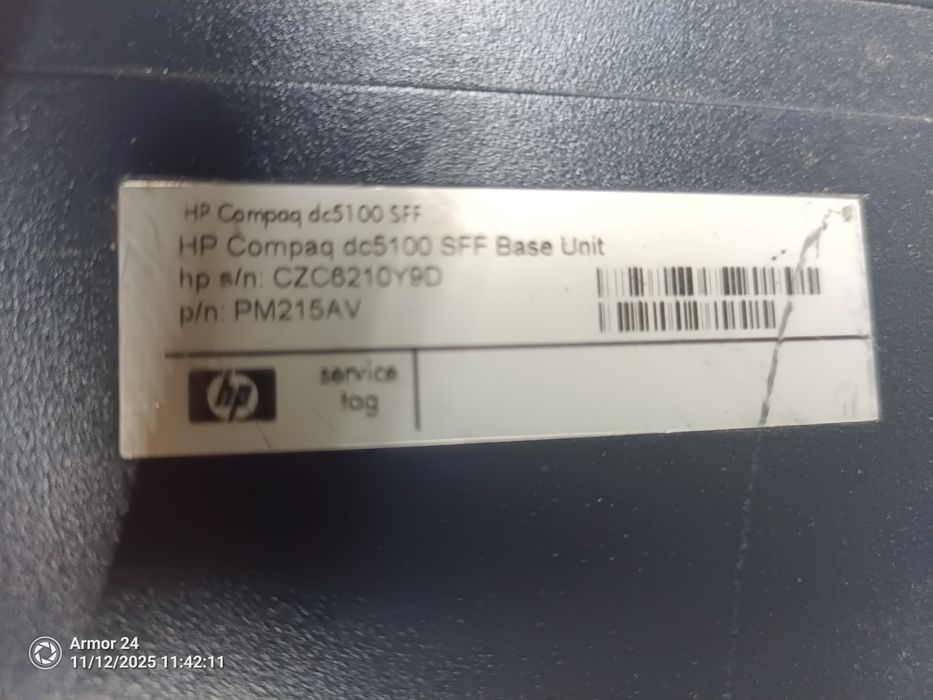 HP Compaq dc5100 SFF
HP Compaq dc5100 SFF Base Unit
hp s/n: CZC6210Y9D
p/n: PM215AV
hp
service
tag
Armor 24
11/12/2025 11:42:11